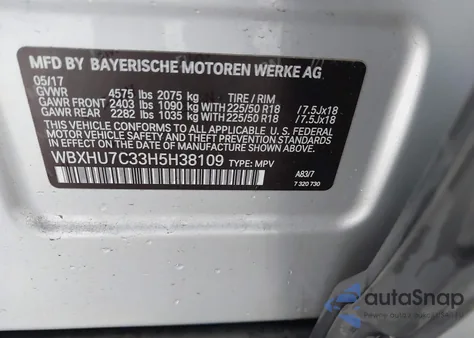 MFD BY BAYERISCHE MOTOREN WERKE AG
05/17
GVWR 4575 lbs 2075 kg TIRE / RIM
GAWR FRONT 2403 lbs 1090 kg WITH 225/50 R18 /7.5Jx18
GAWR REAR 2282 lbs 1035 kg WITH 225/50 R18 /7.5Jx18
THIS VEHICLE CONFORMS TO ALL APPLICABLE U.S. FEDERAL
MOTOR VEHICLE SAFETY, BUMPER, AND THEFT PREVENTION
STANDARDS IN EFFECT ON THE DATE OF MANUFACTURE
SHOWN ABOVE.
WBXHU7C33H5H38109 TYPE: MPV
A83/7
7 320 730
autoSnap